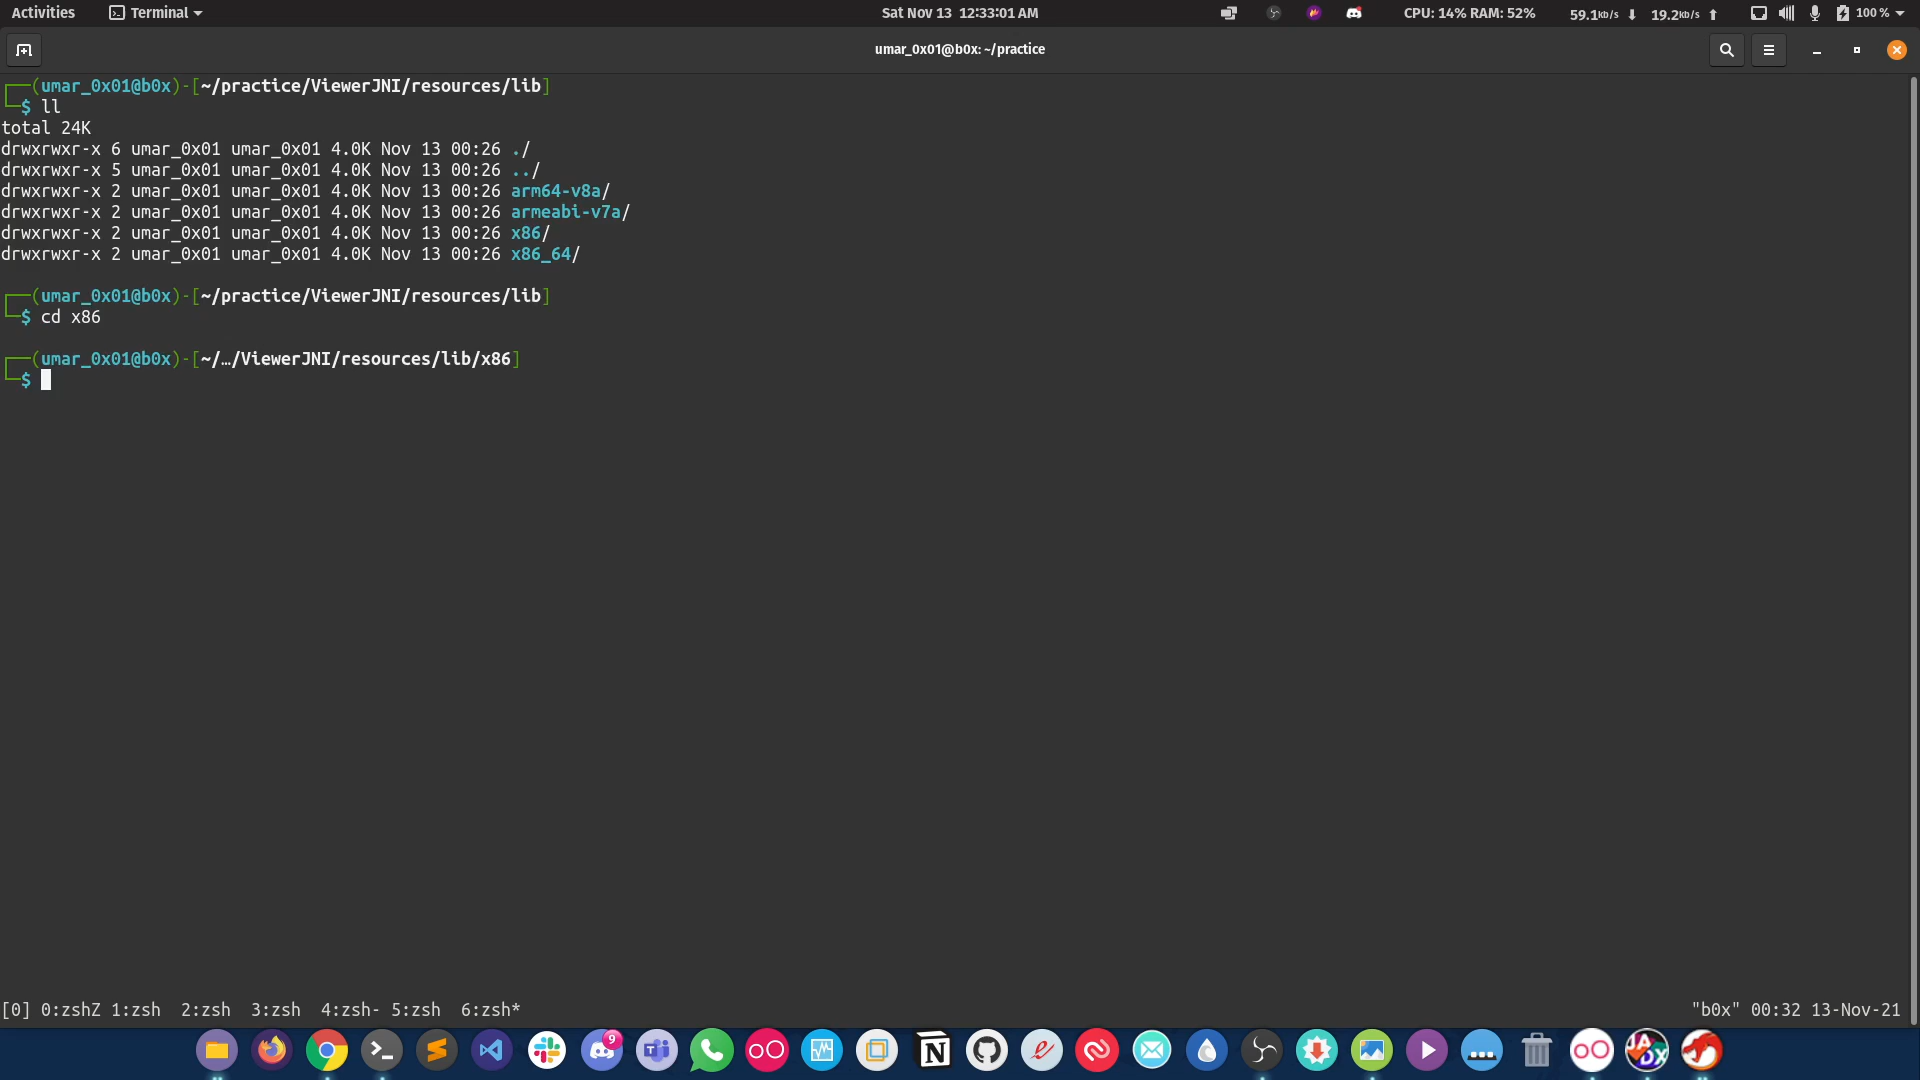 Activities Terminal Sat Nov 13 12:33:01 AM CPU: 14% RAM: 52% 59.1kb/s ⬇ 19.2kb/s ⬆ 100 %
umar_0x01@b0x: ~/practice
┌──(umar_0x01@b0x)-[~/practice/ViewerJNI/resources/lib]
└─$ ll
total 24K
drwxrwxr-x 6 umar_0x01 umar_0x01 4.0K Nov 13 00:26 ./
drwxrwxr-x 5 umar_0x01 umar_0x01 4.0K Nov 13 00:26 ../
drwxrwxr-x 2 umar_0x01 umar_0x01 4.0K Nov 13 00:26 arm64-v8a/
drwxrwxr-x 2 umar_0x01 umar_0x01 4.0K Nov 13 00:26 armeabi-v7a/
drwxrwxr-x 2 umar_0x01 umar_0x01 4.0K Nov 13 00:26 x86/
drwxrwxr-x 2 umar_0x01 umar_0x01 4.0K Nov 13 00:26 x86_64/
┌──(umar_0x01@b0x)-[~/practice/ViewerJNI/resources/lib]
└─$ cd x86
┌──(umar_0x01@b0x)-[~/…/ViewerJNI/resources/lib/x86]
└─$
[0] 0:zshZ 1:zsh  2:zsh  3:zsh  4:zsh- 5:zsh  6:zsh* "b0x" 00:32 13-Nov-21
9
JADX